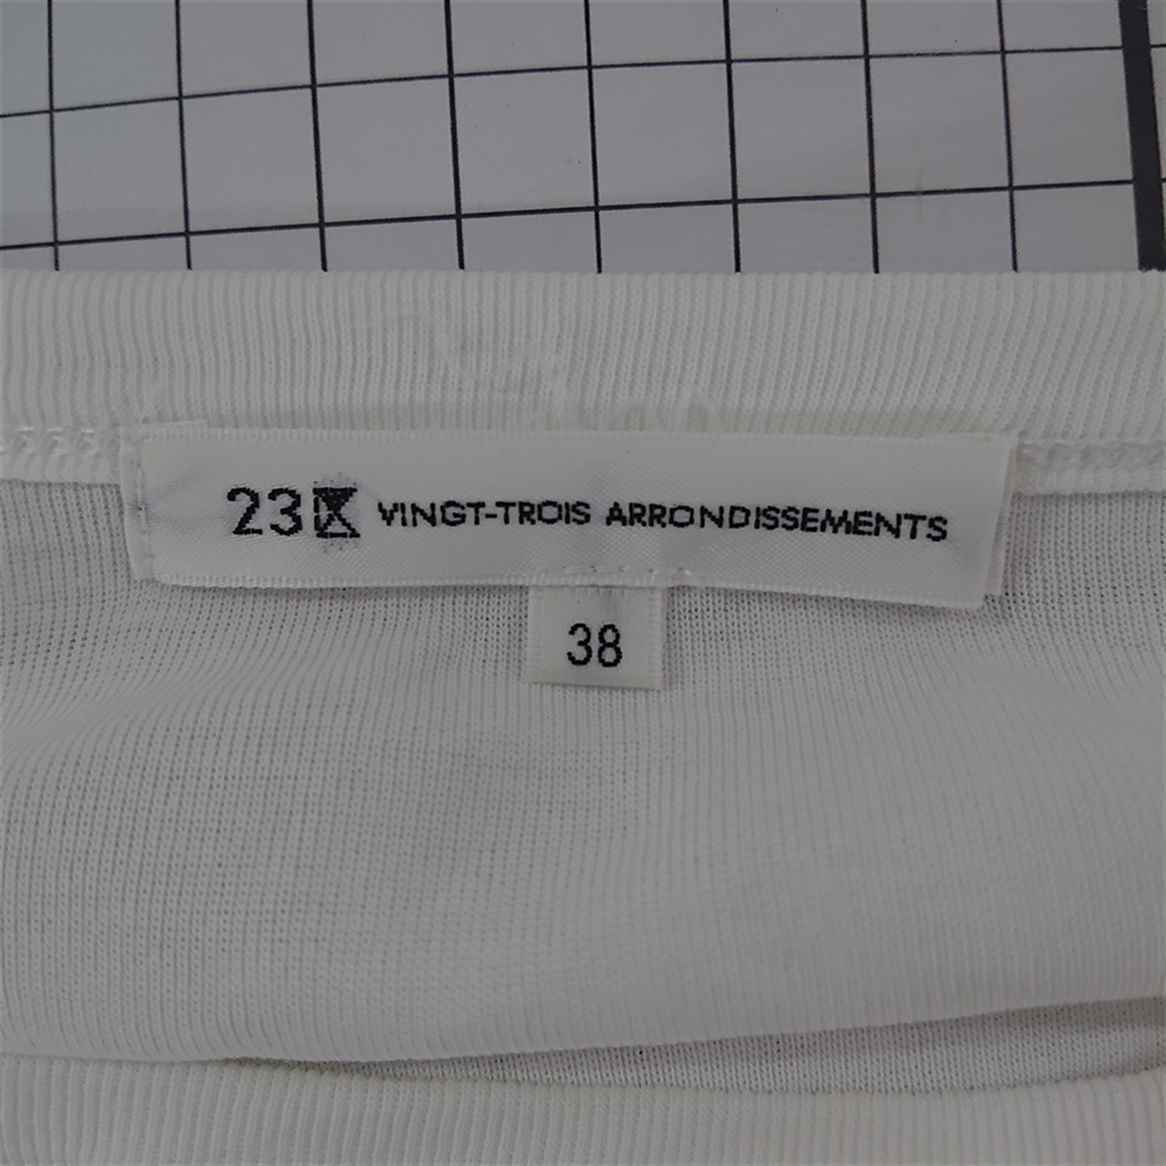 23区 VINGT-TROIS ARRONDISSEMENTS
38